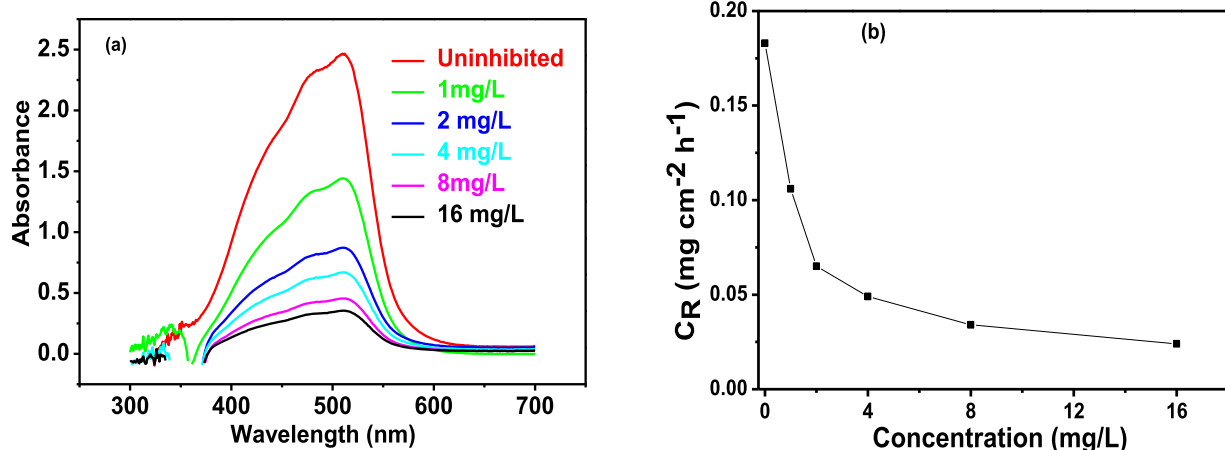 (a)
Absorbance
2.5
2.0
1.5
1.0
0.5
0.0
300
400
500
600
700
Wavelength (nm)
Uninhibited
1mg/L
2 mg/L
4 mg/L
8mg/L
16 mg/L
(b)
CR (mg cm-2 h-1)
0.20
0.15
0.10
0.05
0.00
0
4
8
12
16
Concentration (mg/L)